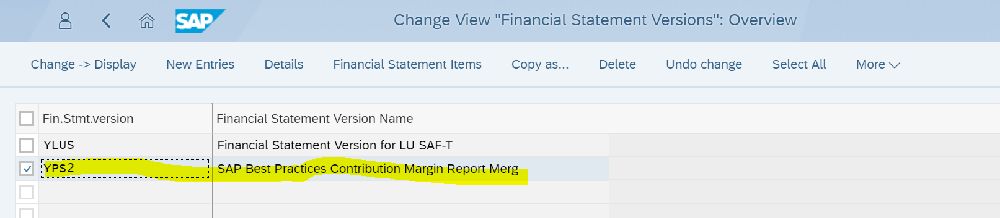 SAP Change View "Financial Statement Versions": Overview
Change -> Display New Entries Details Financial Statement Items Copy as... Delete Undo change Select All More
Fin.Stmt.version Financial Statement Version Name
YLUS Financial Statement Version for LU SAF-T
YPS2 SAP Best Practices Contribution Margin Report Merg